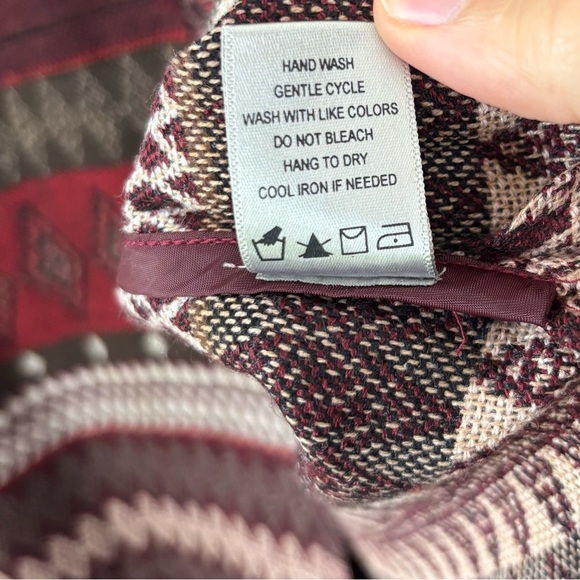 HAND WASH
GENTLE CYCLE
WASH WITH LIKE COLORS
DO NOT BLEACH
HANG TO DRY
COOL IRON IF NEEDED